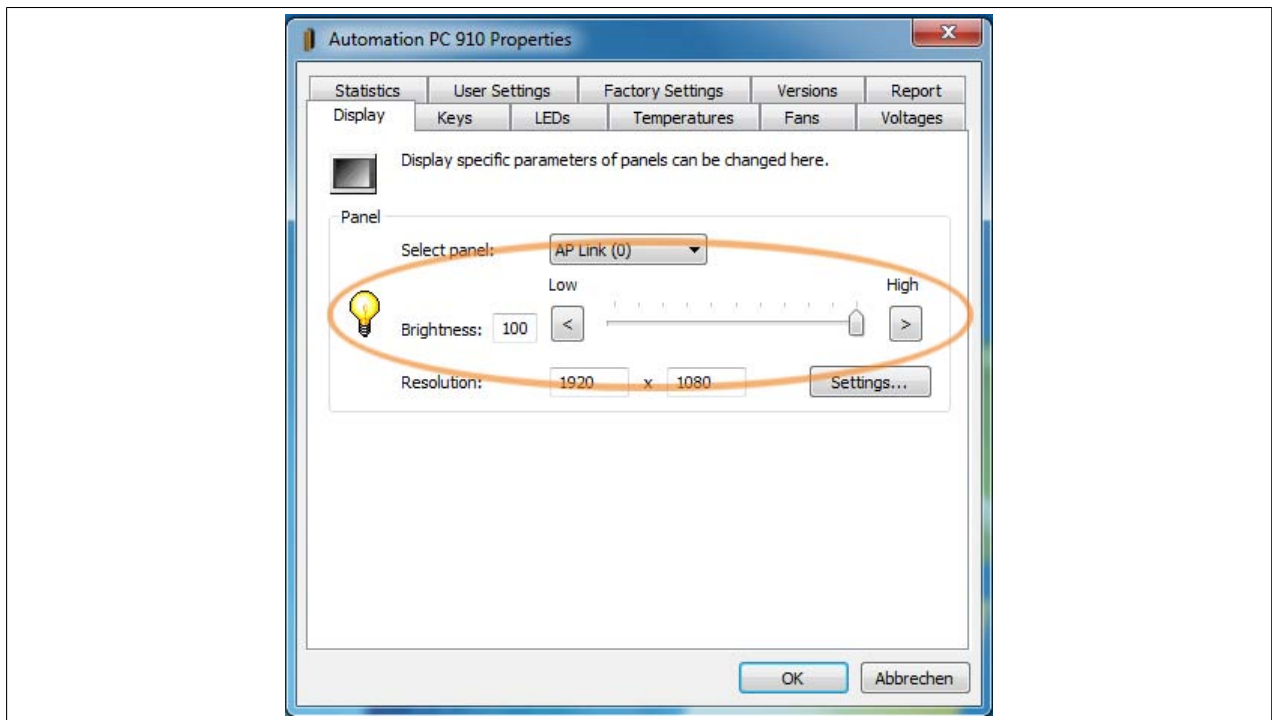 Automation PC 910 Properties
Statistics User Settings Factory Settings Versions Report
Display Keys LEDs Temperatures Fans Voltages
Display specific parameters of panels can be changed here.
Panel
Select panel: AP Link (0)
Low High
Brightness: 100 < >
Resolution: 1920 x 1080 Settings...
OK Abbrechen